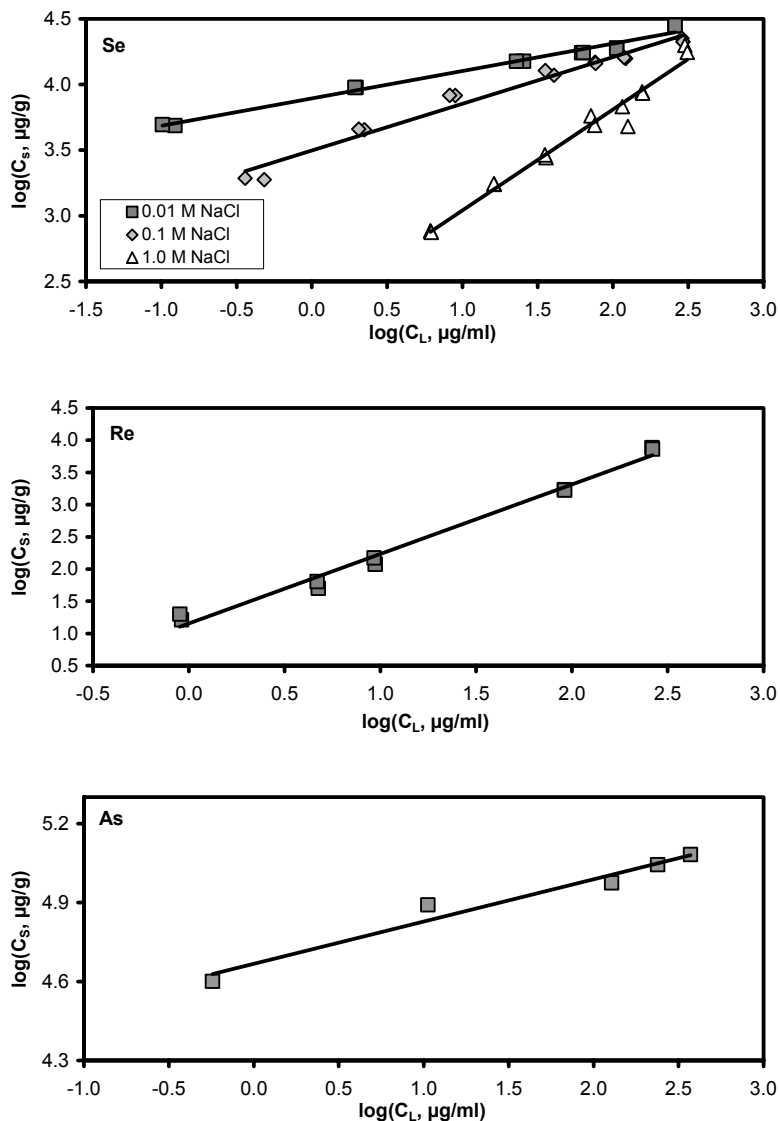 Se
4.5
4.0
3.5
3.0
2.5
log(Cs, µg/g)
0.01 M NaCl
0.1 M NaCl
1.0 M NaCl
-1.5 -1.0 -0.5 0.0 0.5 1.0 1.5 2.0 2.5 3.0
log(CL, µg/ml)
Re
4.5
4.0
3.5
3.0
2.5
2.0
1.5
1.0
0.5
log(CS, µg/g)
-0.5 0.0 0.5 1.0 1.5 2.0 2.5 3.0
log(CL, µg/ml)
As
5.2
4.9
4.6
4.3
log(CS, µg/g)
-1.0 -0.5 0.0 0.5 1.0 1.5 2.0 2.5 3.0
log(CL, µg/ml)